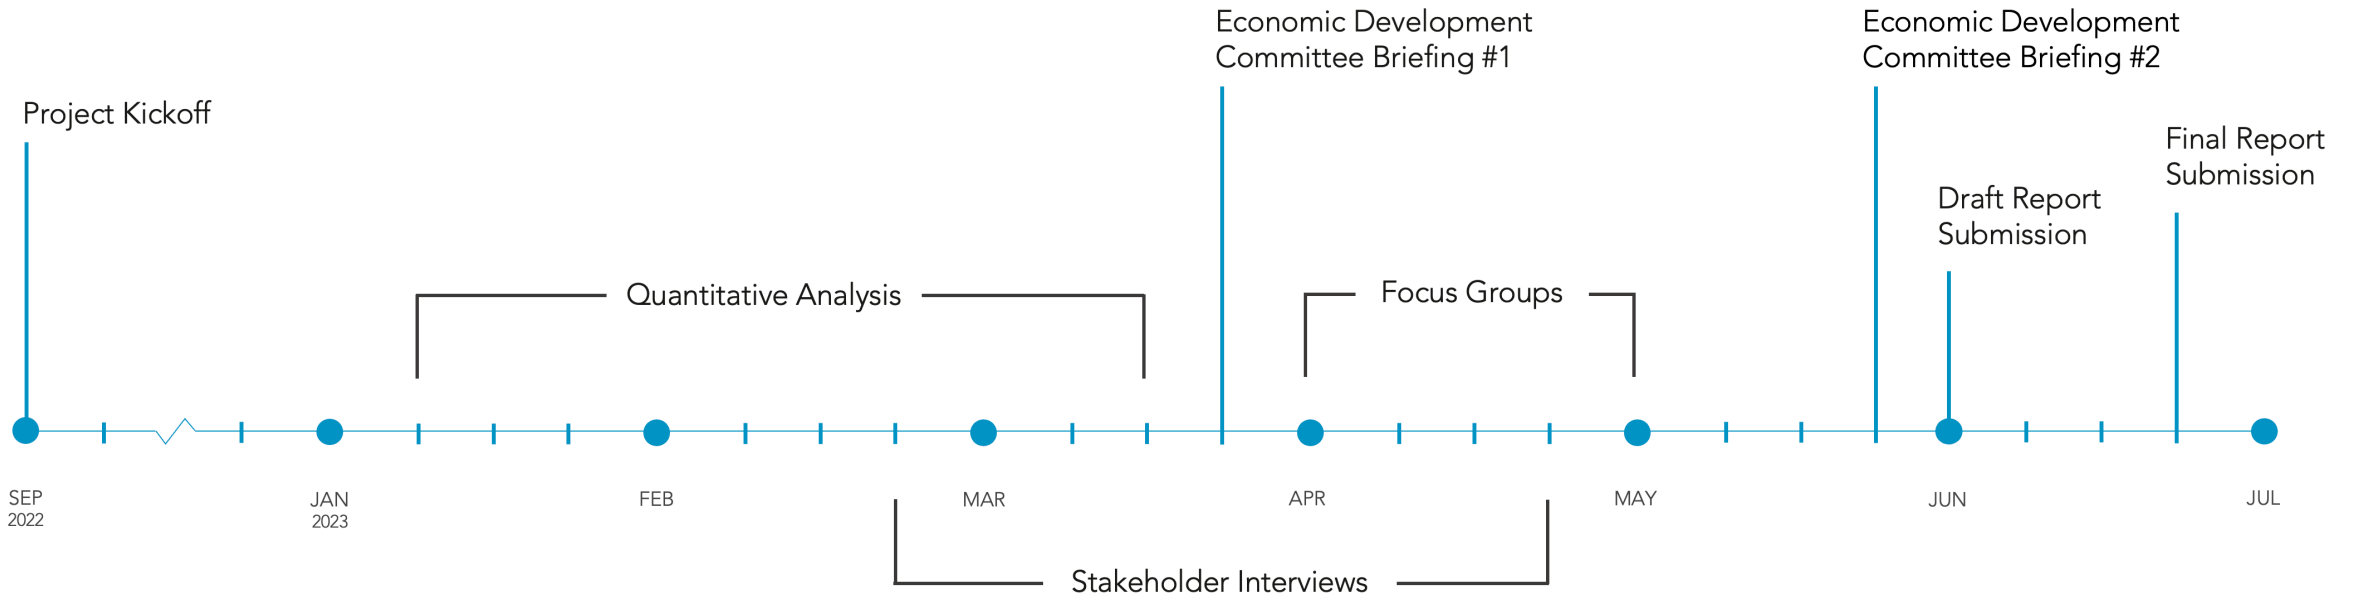 Economic Development
Committee Briefing #1
Economic Development
Committee Briefing #2
Project Kickoff
Final Report
Submission
Draft Report
Submission
Quantitative Analysis
Focus Groups
SEP
2022
JAN
2023
FEB
MAR
APR
MAY
JUN
JUL
Stakeholder Interviews